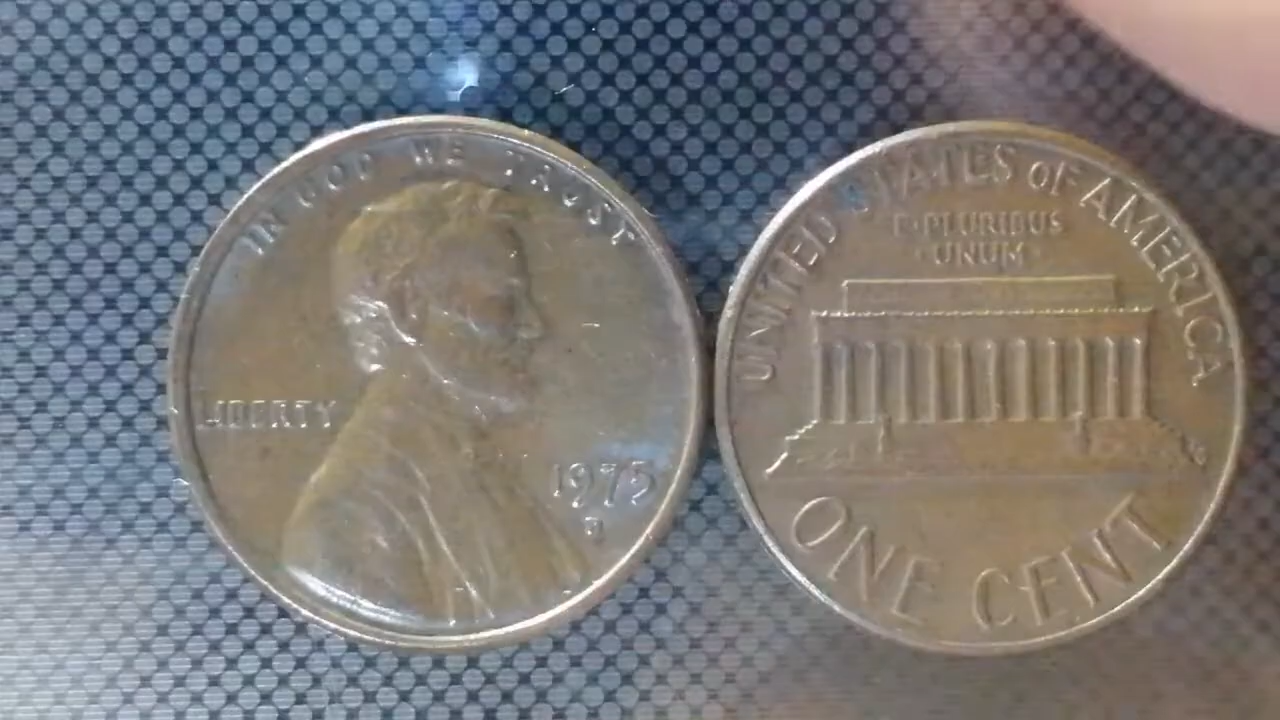 IN GOD WE TRUST
LIBERTY
1975
D
UNITED STATES OF AMERICA
E·PLURIBUS
·UNUM·
ONE CENT